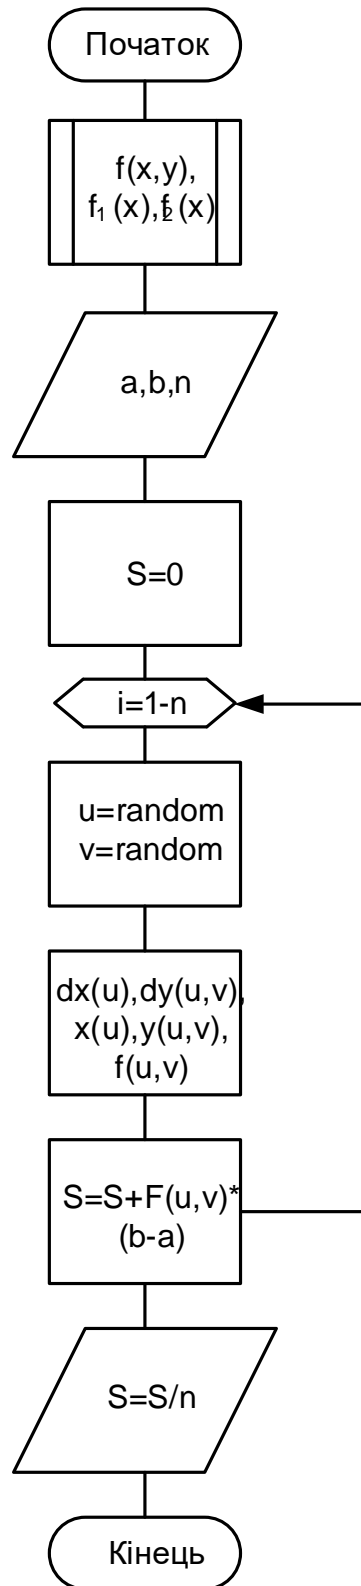 Початок
f(x,y),
f₁(x),f₂(x)
a,b,n
S=0
i=1-n
u=random
v=random
dx(u),dy(u,v),
x(u),y(u,v),
f(u,v)
S=S+F(u,v)*
(b-a)
S=S/n
Кінець